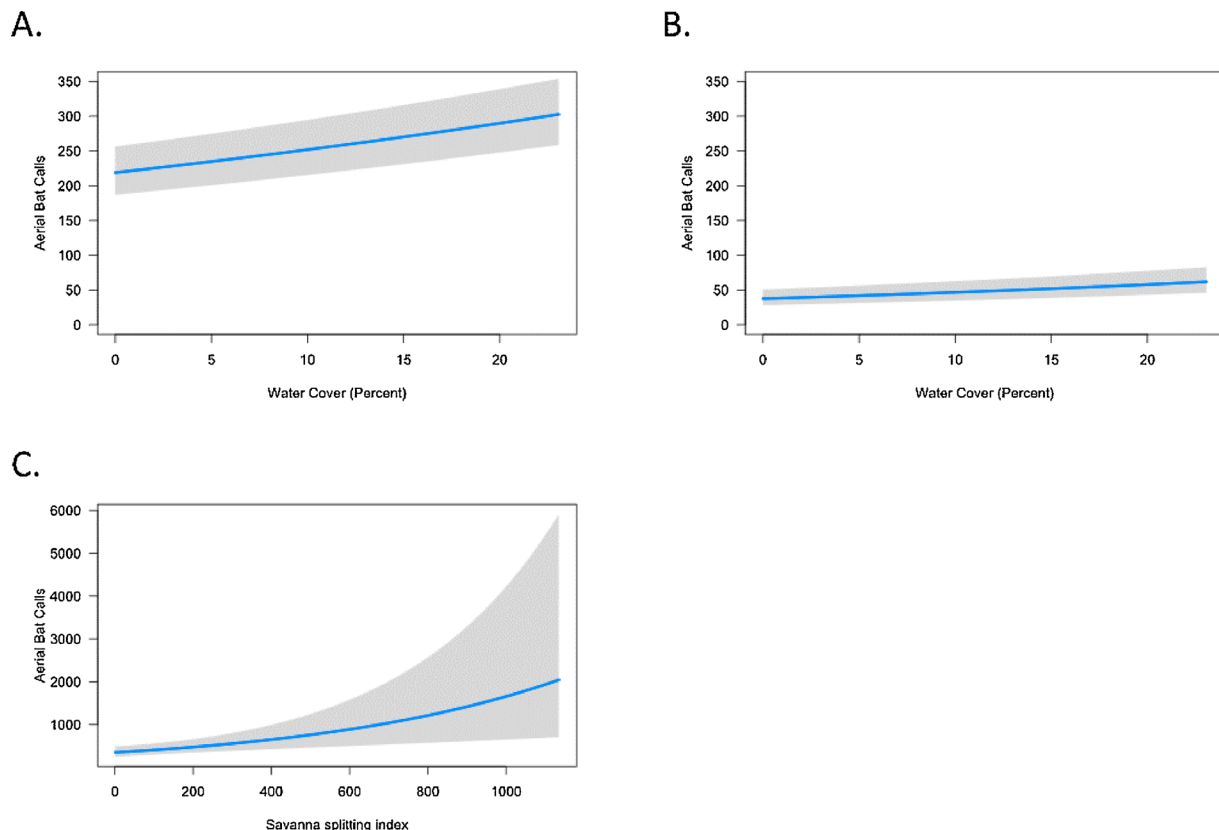 A.
350
300
250
200
150
100
50
0
Aerial Bat Calls
0 5 10 15 20
Water Cover (Percent)
B.
350
300
250
200
150
100
50
0
Aerial Bat Calls
0 5 10 15 20
Water Cover (Percent)
C.
6000
5000
4000
3000
2000
1000
Aerial Bat Calls
0 200 400 600 800 1000
Savanna splitting index